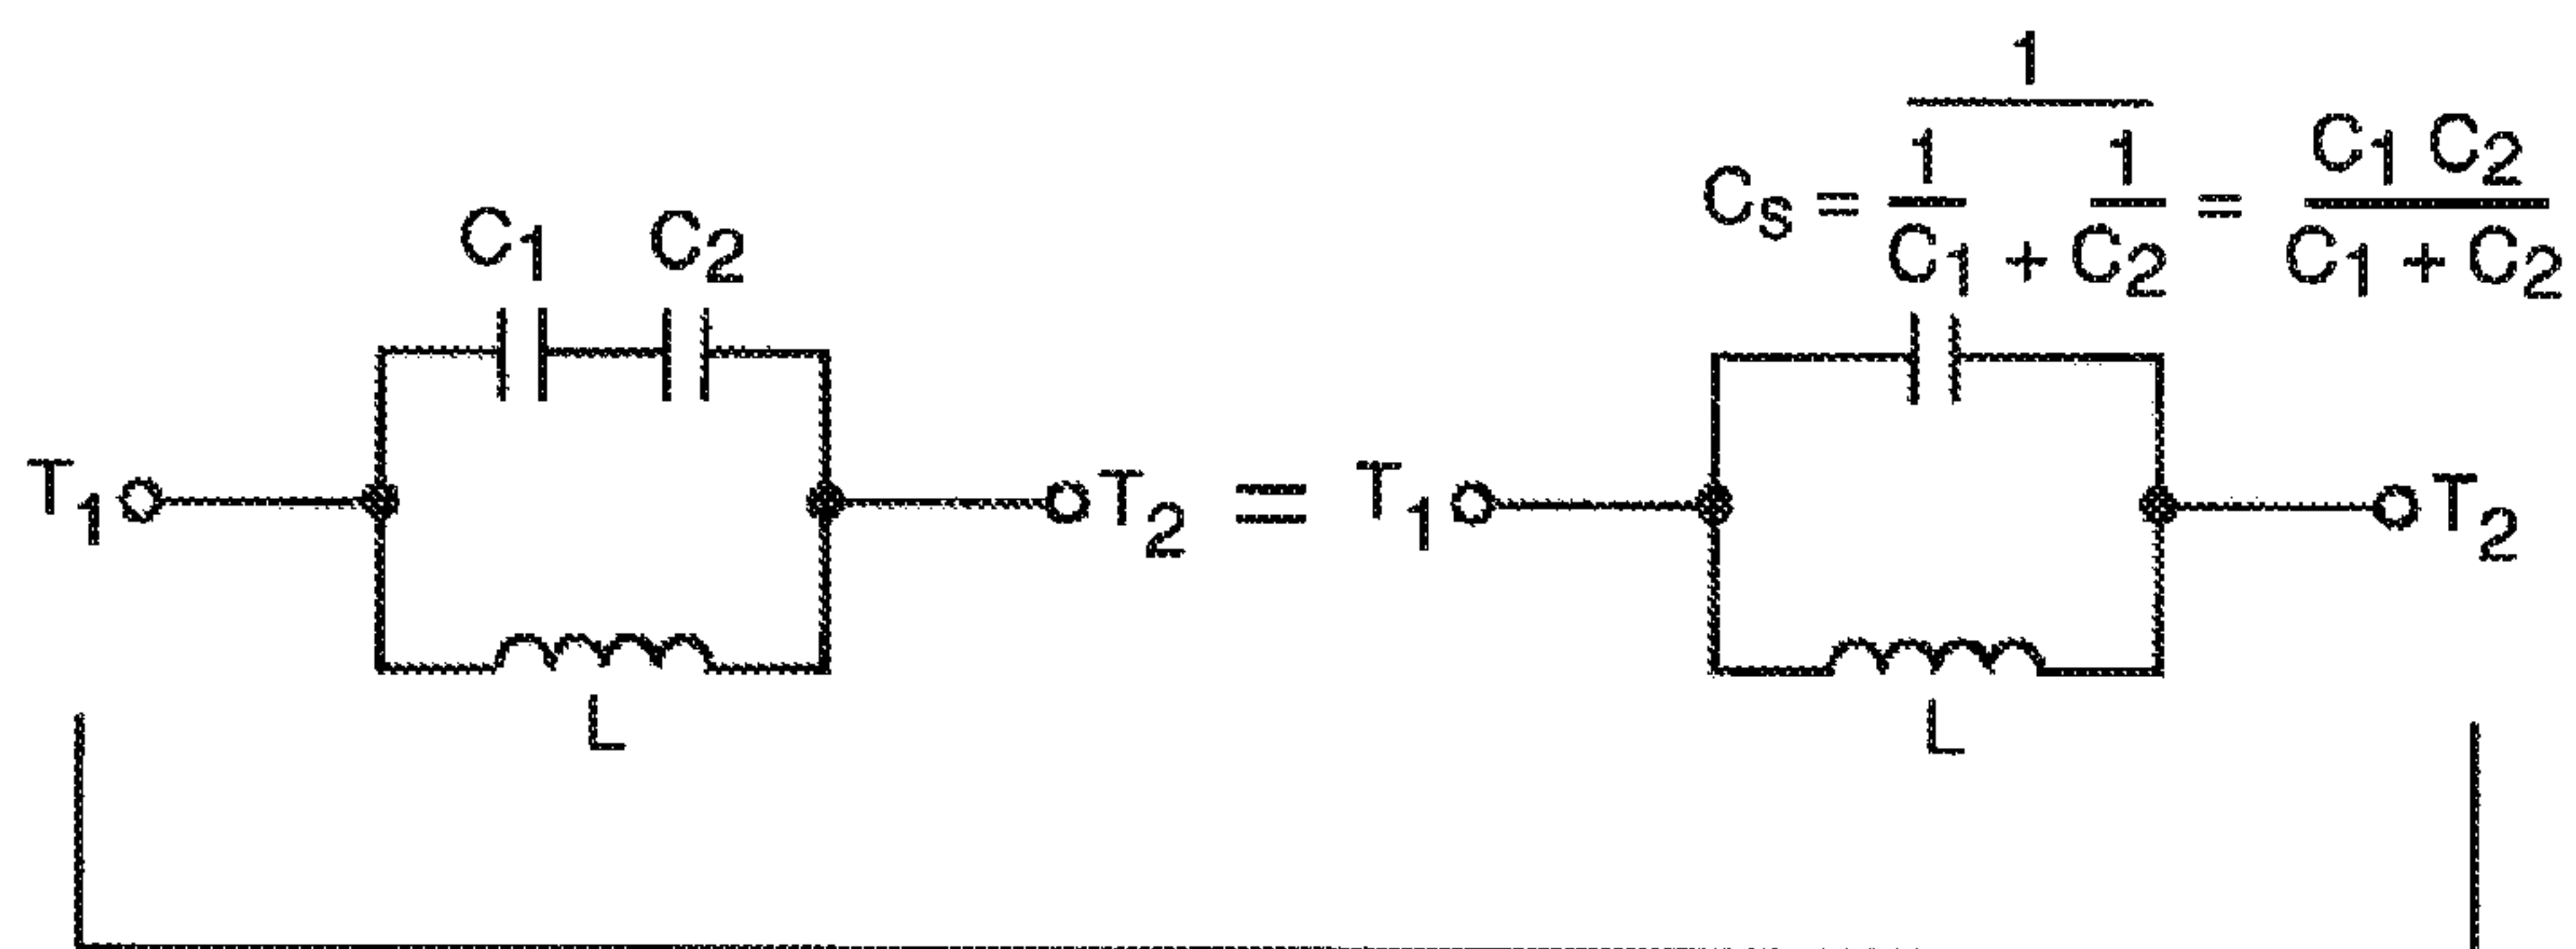 C1 C2
T1 T2 = T1 T2
L
CS = 1 / (1/C1 + 1/C2) = C1 C2 / (C1 + C2)
L